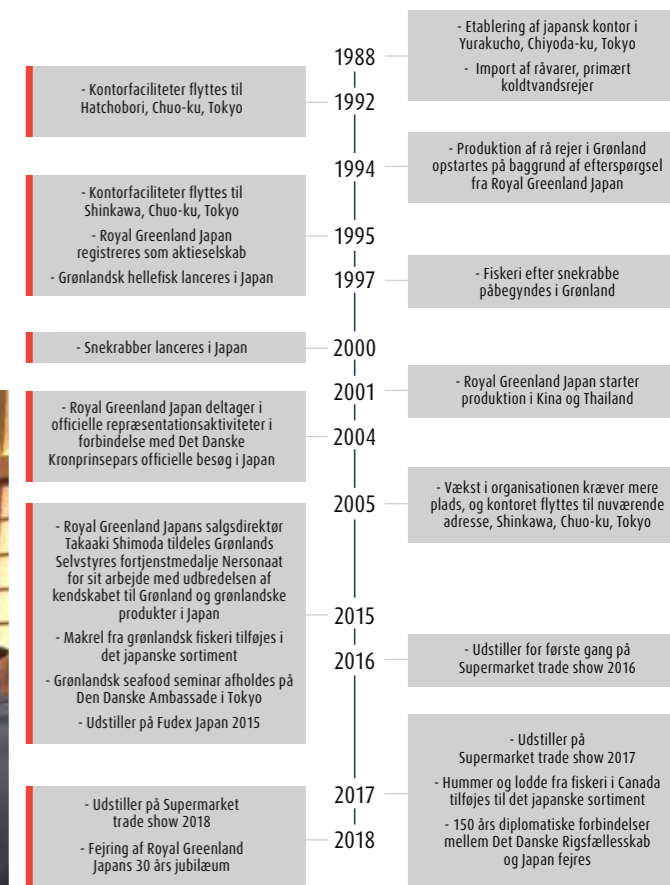 1988
- Etablering af japansk kontor i
Yurakucho, Chiyoda-ku, Tokyo
- Import af råvarer, primært
koldtvandsrejer
- Kontorfaciliteter flyttes til
Hatchobori, Chuo-ku, Tokyo
1992
1994
- Produktion af rå rejer i Grønland
opstartes på baggrund af efterspørgsel
fra Royal Greenland Japan
- Kontorfaciliteter flyttes til
Shinkawa, Chuo-ku, Tokyo
- Royal Greenland Japan
registreres som aktieselskab
- Grønlandsk hellefisk lanceres i Japan
1995
1997
- Fiskeri efter snekrabbe
påbegyndes i Grønland
- Snekrabber lanceres i Japan
2000
2001
- Royal Greenland Japan starter
produktion i Kina og Thailand
- Royal Greenland Japan deltager i
officielle repræsentationsaktiviteter i
forbindelse med Det Danske
Kronprinsepars officielle besøg i Japan
2004
2005
- Vækst i organisationen kræver mere
plads, og kontoret flyttes til nuværende
adresse, Shinkawa, Chuo-ku, Tokyo
- Royal Greenland Japans salgsdirektør
Takaaki Shimoda tildeles Grønlands
Selvstyres fortjenstmedalje Nersonaat
for sit arbejde med udbredelsen af
kendskabet til Grønland og grønlandske
produkter i Japan
- Makrel fra grønlandsk fiskeri tilføjes i
det japanske sortiment
- Grønlandsk seafood seminar afholdes på
Den Danske Ambassade i Tokyo
- Udstiller på Fudex Japan 2015
2015
2016
- Udstiller for første gang på
Supermarket trade show 2016
2017
- Udstiller på
Supermarket trade show 2017
- Hummer og lodde fra fiskeri i Canada
tilføjes til det japanske sortiment
- 150 års diplomatiske forbindelser
mellem Det Danske Rigsfællesskab
og Japan fejres
- Udstiller på Supermarket
trade show 2018
- Fejring af Royal Greenland
Japans 30 års jubilæum
2018